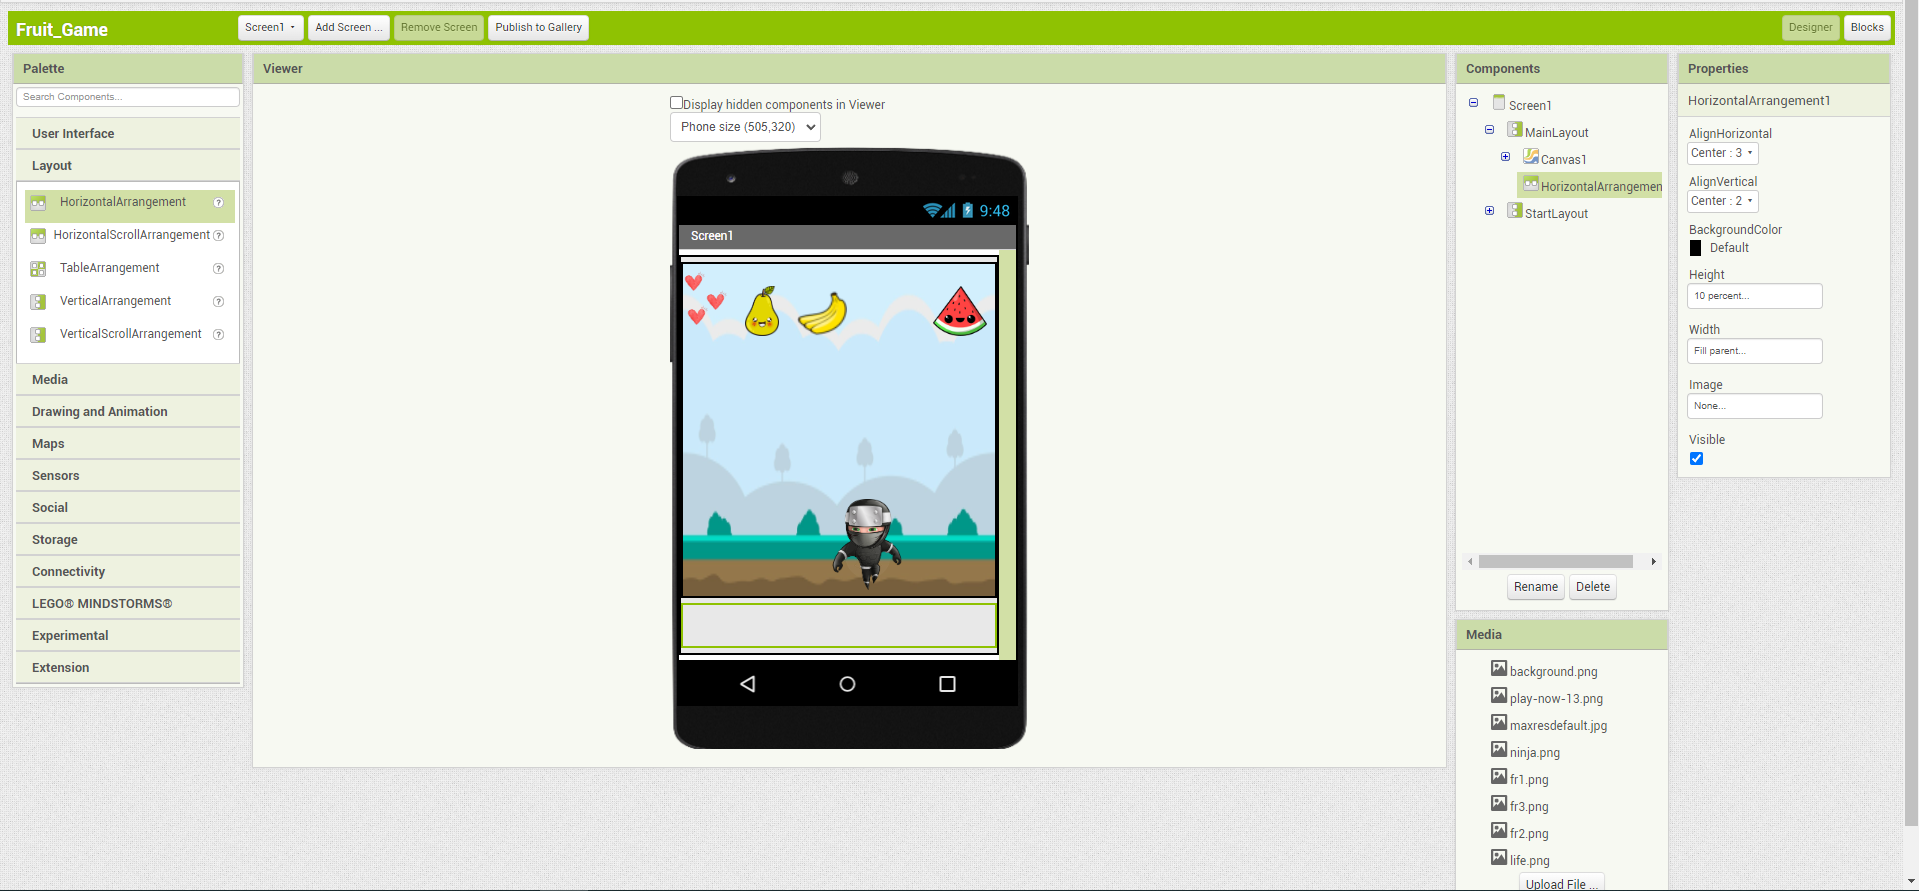 Fruit_Game
Screen1
Add Screen ...
Remove Screen
Publish to Gallery
Designer
Blocks
Palette
Search Components...
User Interface
Layout
HorizontalArrangement
?
HorizontalScrollArrangement
?
TableArrangement
?
VerticalArrangement
?
VerticalScrollArrangement
?
Media
Drawing and Animation
Maps
Sensors
Social
Storage
Connectivity
LEGO® MINDSTORMS®
Experimental
Extension
Viewer
Display hidden components in Viewer
Phone size (505,320)
9:48
Screen1
Components
Screen1
MainLayout
Canvas1
HorizontalArrangemen
StartLayout
Rename
Delete
Media
background.png
play-now-13.png
maxresdefault.jpg
ninja.png
fr1.png
fr3.png
fr2.png
life.png
Upload File ...
Properties
HorizontalArrangement1
AlignHorizontal
Center : 3
AlignVertical
Center : 2
BackgroundColor
Default
Height
10 percent...
Width
Fill parent...
Image
None...
Visible